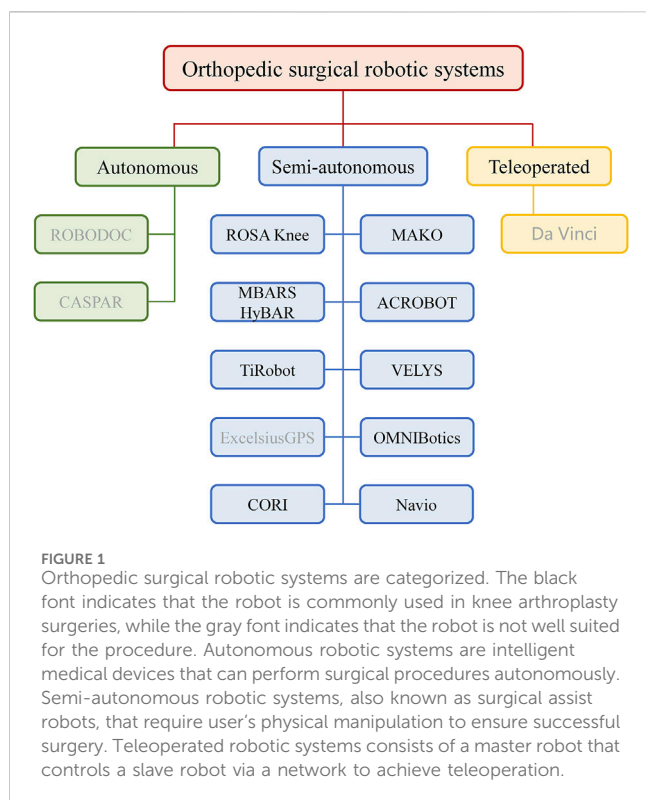 Orthopedic surgical robotic systems
Autonomous
Semi-autonomous
Teleoperated
ROBODOC
ROSA Knee
MAKO
Da Vinci
CASPAR
MBARS
HyBAR
ACROBOT
TiRobot
VELYS
ExcelsiusGPS
OMNIBotics
CORI
Navio
FIGURE 1
Orthopedic surgical robotic systems are categorized. The black
font indicates that the robot is commonly used in knee arthroplasty
surgeries, while the gray font indicates that the robot is not well suited
for the procedure. Autonomous robotic systems are intelligent
medical devices that can perform surgical procedures autonomously.
Semi-autonomous robotic systems, also known as surgical assist
robots, that require user's physical manipulation to ensure successful
surgery. Teleoperated robotic systems consists of a master robot that
controls a slave robot via a network to achieve teleoperation.